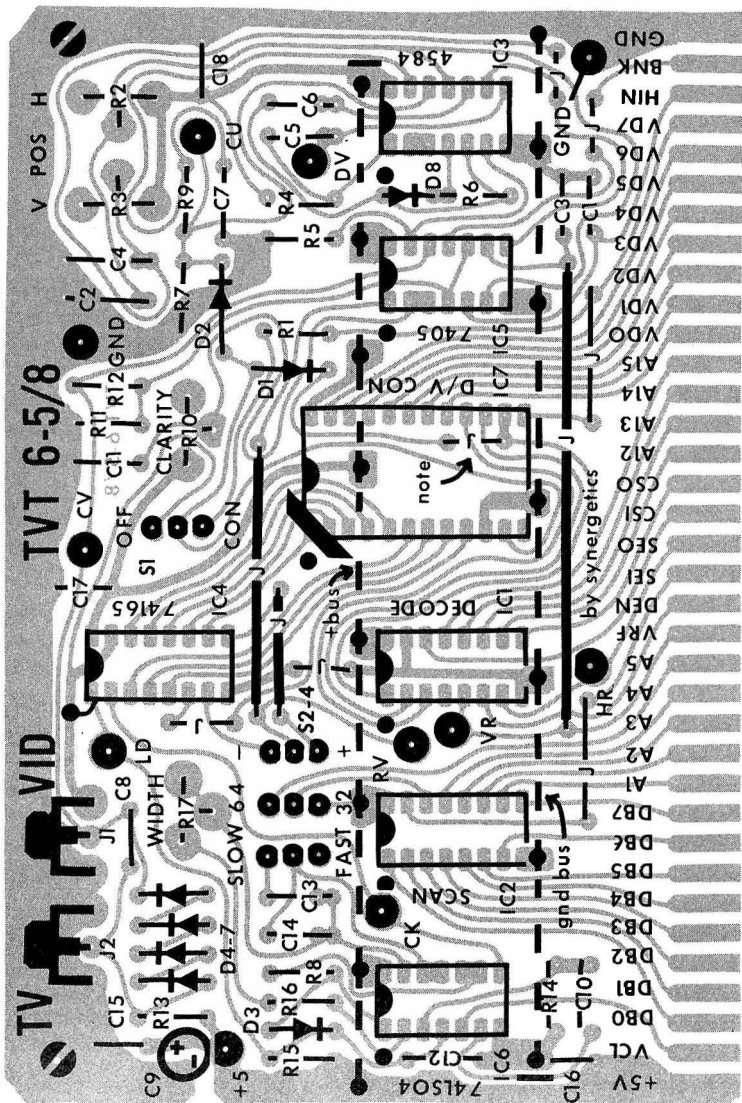 TV
VID
TVT 6-5/8
V POS H
J2
J1
C15
R13
C9
+
-
+5
D4-7
C8
LD
WIDTH
R17
C17
CV
C11
R11
R12
GND
CLARITY
R10
OFF
S1
CON
C2
C4
R3
R2
R7
R9
C7
CU
C18
D2
74165
IC4
J
J
J
J
SLOW 64 -
FAST 32 +
S2-4
D3
R15
R16
R8
C14
C13
D1
R1
R5
R4
C5
C6
DV
+bus
74LS04
IC6
C12
CK
SCAN
IC2
RV
VR
DECODE
IC1
D/V CON
IC7
note
J
7405
IC5
D8
R6
4584
IC3
C16
R14
C10
gnd bus
J
HR
J
by synergetics
J
C3
C1
GND
J
J
+5V
VCL
DB0
DB1
DB2
DB3
DB4
DB5
DB6
DB7
A1
A2
A3
A4
A5
VRF
DEN
SEI
SEO
CSI
CSO
A12
A13
A14
A15
VD0
VD1
VD2
VD3
VD4
VD5
VD6
VD7
HIN
BNK
GND